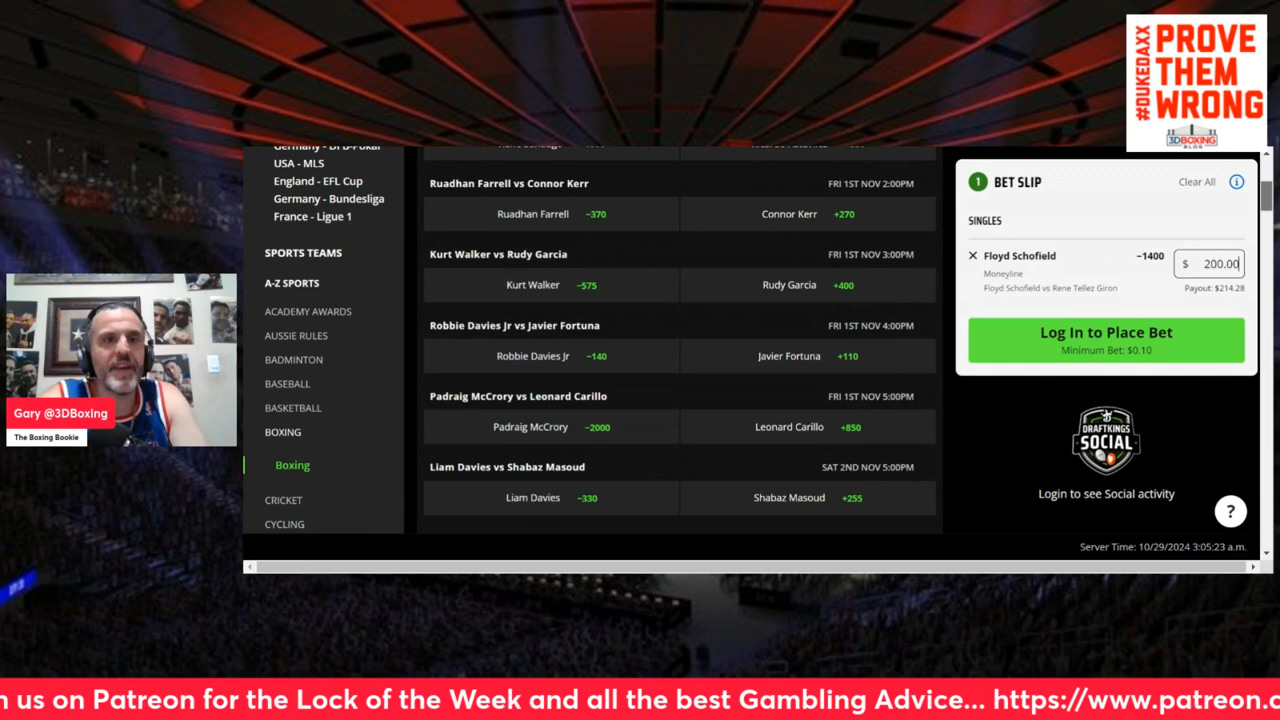 #DUKEDAXX
PROVE
THEM
WRONG
3DBOXING
BLOG
USA - MLS
England - EFL Cup
Germany - Bundesliga
France - Ligue 1
SPORTS TEAMS
A-Z SPORTS
ACADEMY AWARDS
AUSSIE RULES
BADMINTON
BASEBALL
BASKETBALL
BOXING
Boxing
CRICKET
CYCLING
Ruadhan Farrell vs Connor Kerr FRI 1ST NOV 2:00PM
Ruadhan Farrell −370 Connor Kerr +270
Kurt Walker vs Rudy Garcia FRI 1ST NOV 3:00PM
Kurt Walker −575 Rudy Garcia +400
Robbie Davies Jr vs Javier Fortuna FRI 1ST NOV 4:00PM
Robbie Davies Jr −140 Javier Fortuna +110
Padraig McCrory vs Leonard Carillo FRI 1ST NOV 5:00PM
Padraig McCrory −2000 Leonard Carillo +850
Liam Davies vs Shabaz Masoud SAT 2ND NOV 5:00PM
Liam Davies −330 Shabaz Masoud +255
1 BET SLIP Clear All
SINGLES
Floyd Schofield −1400 $ 200.00
Moneyline
Floyd Schofield vs Rene Tellez Giron Payout: $214.28
Log In to Place Bet
Minimum Bet: $0.10
DRAFTKINGS
SOCIAL
Login to see Social activity
?
Server Time: 10/29/2024 3:05:23 a.m.
Gary @3DBoxing
The Boxing Bookie
us on Patreon for the Lock of the Week and all the best Gambling Advice... https://www.patreon.c